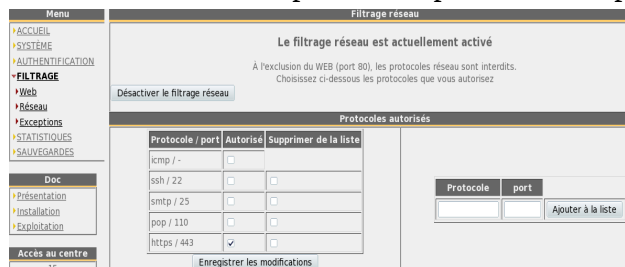 Menu
ACCUEIL
SYSTÈME
AUTHENTIFICATION
FILTRAGE
Web
Réseau
Exceptions
STATISTIQUES
SAUVEGARDES
Doc
Présentation
Installation
Exploitation
Accès au centre
Filtrage réseau
Le filtrage réseau est actuellement activé
À l'exclusion du WEB (port 80), les protocoles réseau sont interdits.
Choisissez ci-dessous les protocoles que vous autorisez
Désactiver le filtrage réseau
Protocoles autorisés
Protocole / port Autorisé Supprimer de la liste
icmp / -
ssh / 22
smtp / 25
pop / 110
https / 443
Enregistrer les modifications
Protocole port
Ajouter à la liste